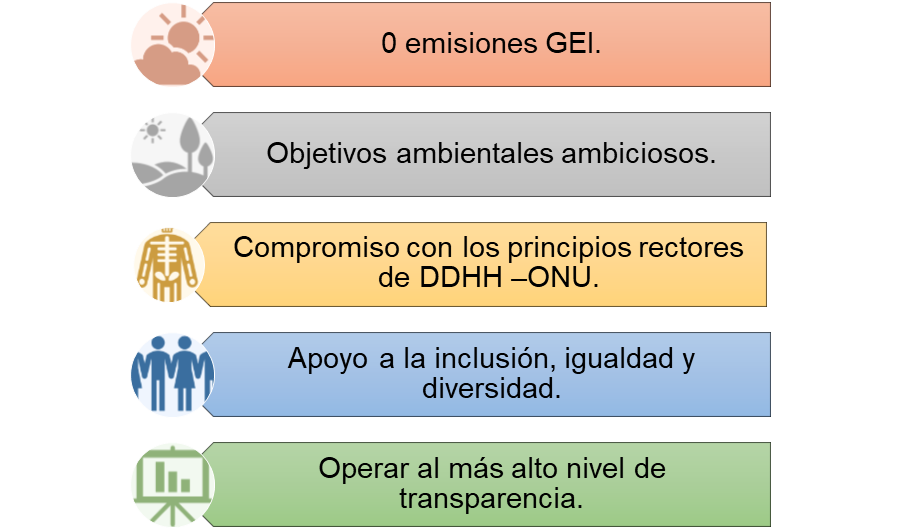 0 emisiones GEI.
Objetivos ambientales ambiciosos.
Compromiso con los principios rectores
de DDHH –ONU.
Apoyo a la inclusión, igualdad y
diversidad.
Operar al más alto nivel de
transparencia.